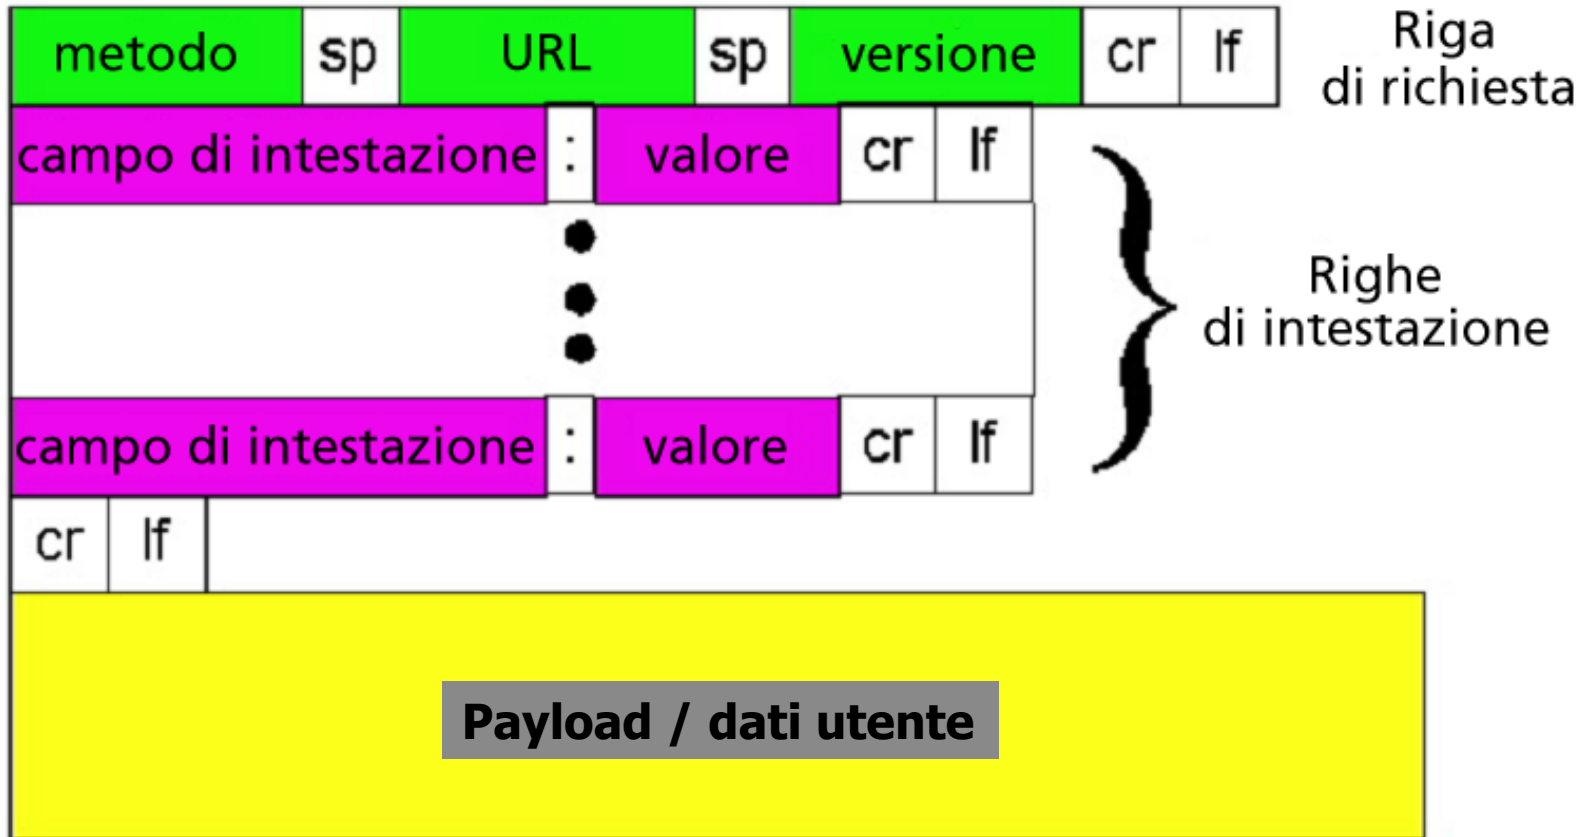 metodo sp URL sp versione cr lf
Riga
di richiesta
campo di intestazione : valore cr lf
Righe
di intestazione
campo di intestazione : valore cr lf
cr lf
Payload / dati utente